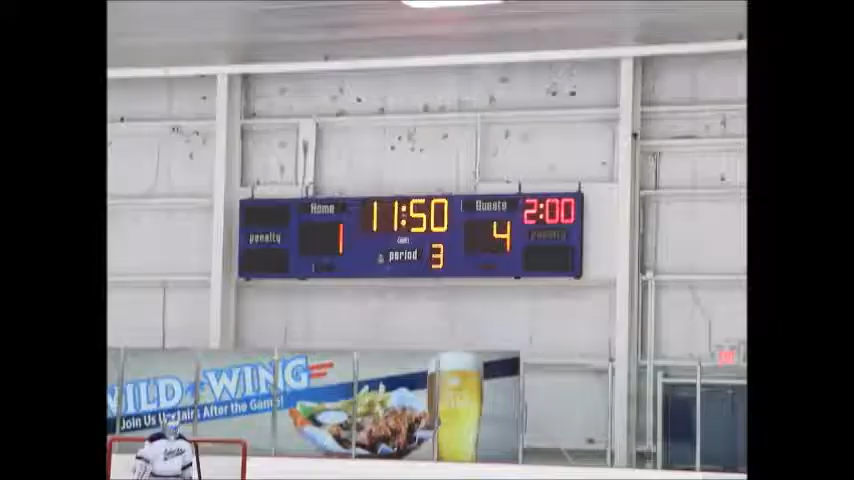 Home 11:50 Guests 2:00
penalty 1 4 penalty
period 3
WILD WING
Join Us Upstairs After the Game!